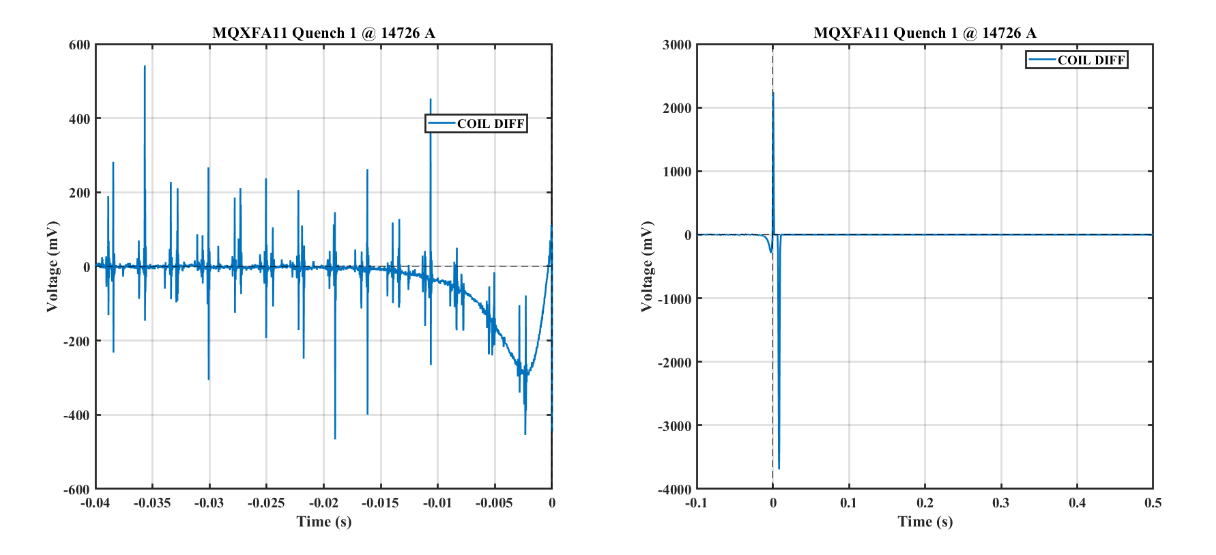 MQXFA11 Quench 1 @ 14726 A
600
400
200
0
-200
-400
-600
Voltage (mV)
COIL DIFF
-0.04 -0.035 -0.03 -0.025 -0.02 -0.015 -0.01 -0.005 0
Time (s)
MQXFA11 Quench 1 @ 14726 A
3000
2000
1000
0
-1000
-2000
-3000
-4000
Voltage (mV)
COIL DIFF
-0.1 0 0.1 0.2 0.3 0.4 0.5
Time (s)